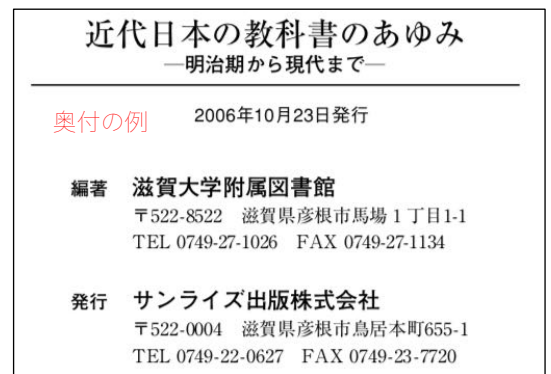 近代日本の教科書のあゆみ
―明治期から現代まで―
奥付の例
2006年10月23日発行
編著 滋賀大学附属図書館
〒522-8522 滋賀県彦根市馬場1丁目1-1
TEL 0749-27-1026 FAX 0749-27-1134
発行 サンライズ出版株式会社
〒522-0004 滋賀県彦根市鳥居本町655-1
TEL 0749-22-0627 FAX 0749-23-7720